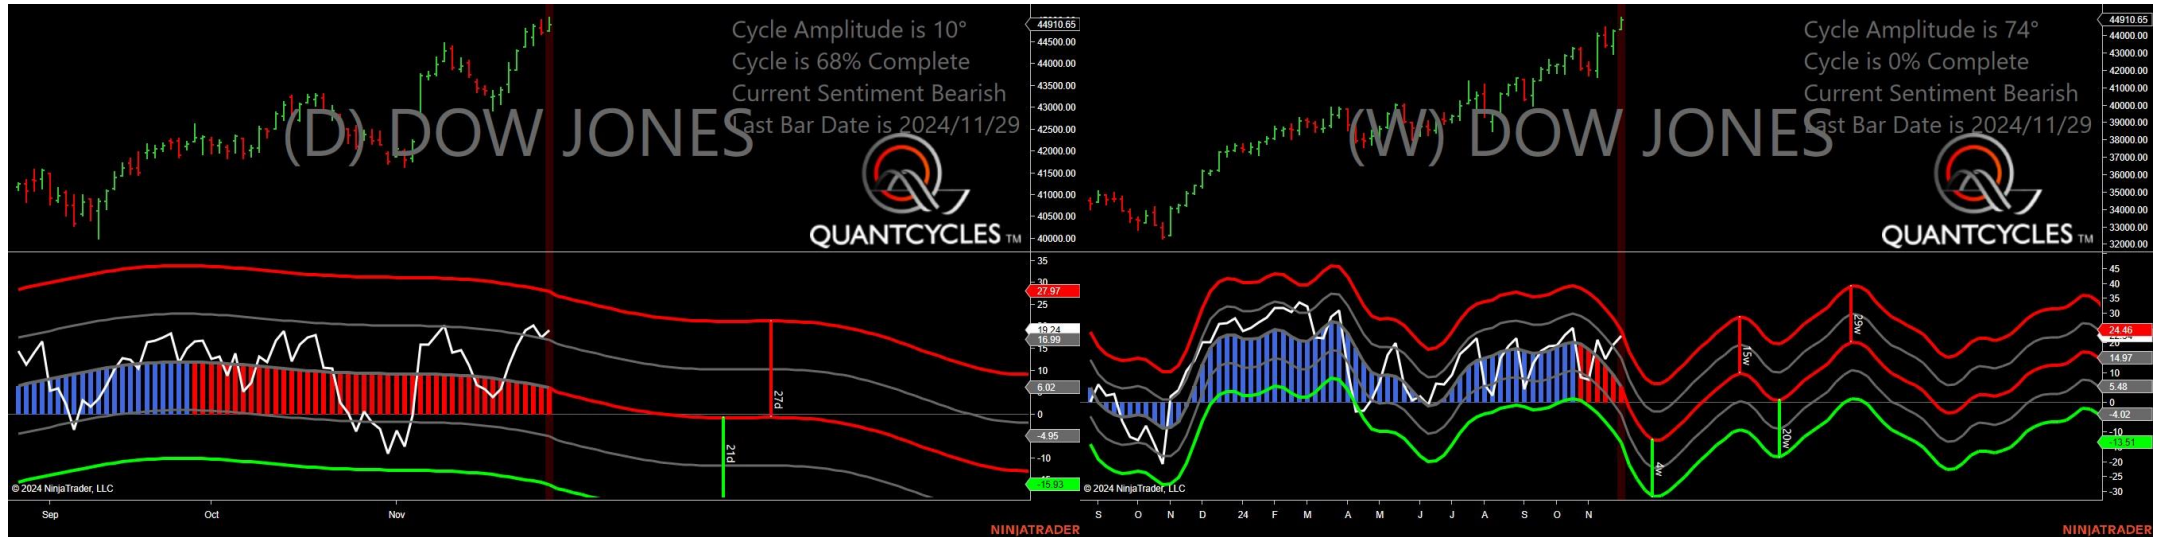 Cycle Amplitude is 10°
Cycle is 68% Complete
Current Sentiment Bearish
Last Bar Date is 2024/11/29
(D) DOW JONES
QUANTCYCLES TM
44910.65
44500.00
44000.00
43500.00
43000.00
42500.00
42000.00
41500.00
41000.00
40500.00
40000.00
35
30
27.97
25
19.24
16.99
15
10
6.02
0
-4.95
-10
-15.93
27d
21d
© 2024 NinjaTrader, LLC
Sep
Oct
Nov
NINJATRADER
Cycle Amplitude is 74°
Cycle is 0% Complete
Current Sentiment Bearish
Last Bar Date is 2024/11/29
(W) DOW JONES
QUANTCYCLES TM
44910.65
44000.00
43000.00
42000.00
41000.00
40000.00
39000.00
38000.00
37000.00
36000.00
35000.00
34000.00
33000.00
32000.00
45
40
35
30
24.46
20
14.97
10
5.48
0
-4.02
-10
-13.51
-20
-25
-30
15w
29w
20w
4w
© 2024 NinjaTrader, LLC
S O N D 24 F M A M J J A S O N
NINJATRADER